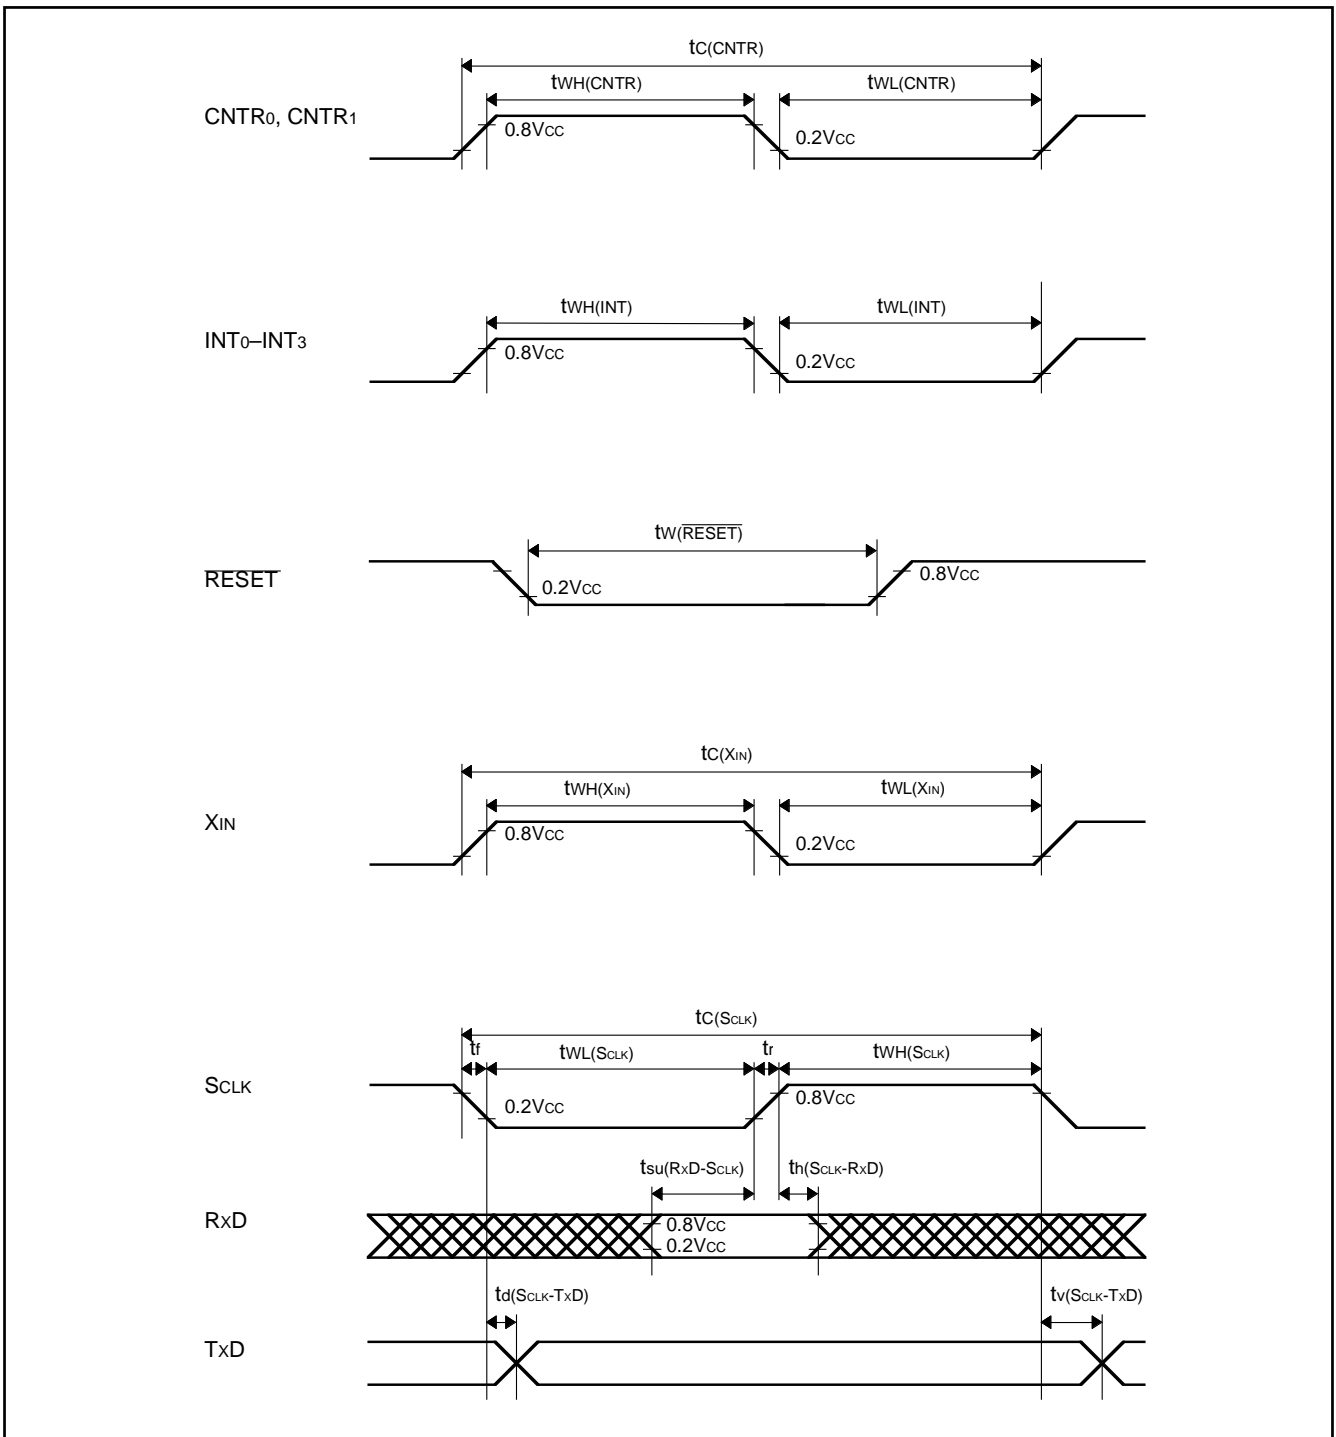 tC(CNTR)
tWH(CNTR)
tWL(CNTR)
CNTR0, CNTR1
0.8VCC
0.2VCC
tWH(INT)
tWL(INT)
INT0–INT3
0.8VCC
0.2VCC
tW(RESET)
RESET
0.2VCC
0.8VCC
tC(XIN)
tWH(XIN)
tWL(XIN)
XIN
0.8VCC
0.2VCC
tC(SCLK)
tf
tWL(SCLK)
tr
tWH(SCLK)
SCLK
0.2VCC
0.8VCC
tsu(RxD-SCLK)
th(SCLK-RxD)
RxD
0.8VCC
0.2VCC
td(SCLK-TxD)
tv(SCLK-TxD)
TxD